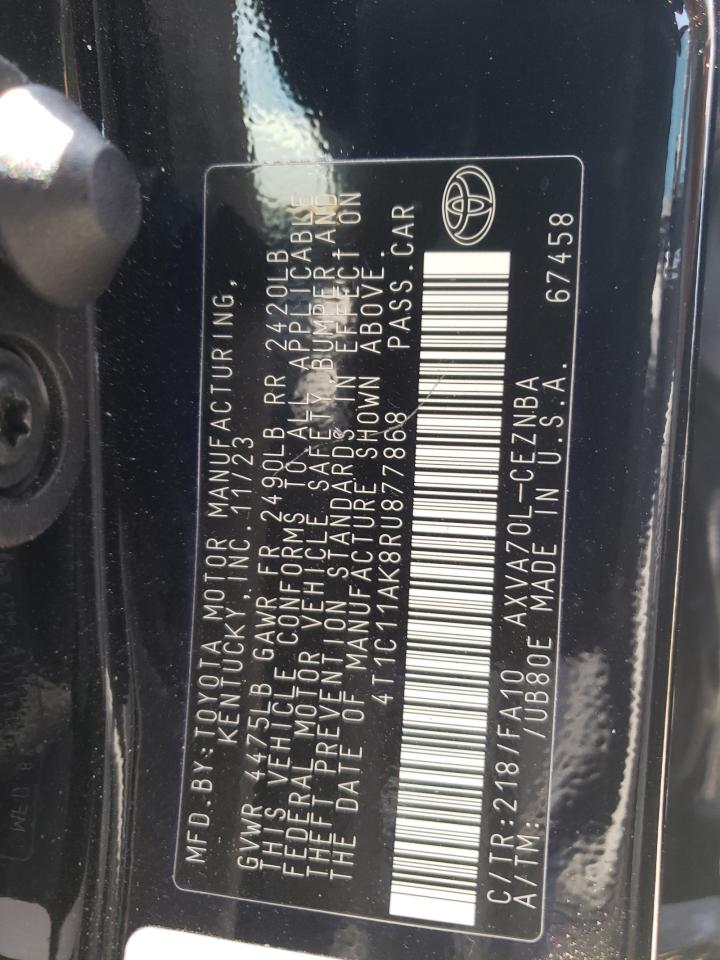 MFD.BY:TOYOTA MOTOR MANUFACTURING,
KENTUCKY,INC.11/23
GVWR 4475LB GAWR FR 2490LB RR 2420LB
THIS VEHICLE CONFORMS TO ALL APPLICABLE
FEDERAL MOTOR VEHICLE SAFETY,BUMPER,AND
THEFT PREVENTION STANDARDS IN EFFECT ON
THE DATE OF MANUFACTURE SHOWN ABOVE.
4T1C11AK8RU877868 PASS.CAR
C/TR:218/FA10 AXVA70L-CEZNBA
A/TM: /UB80E MADE IN U.S.A. 67458